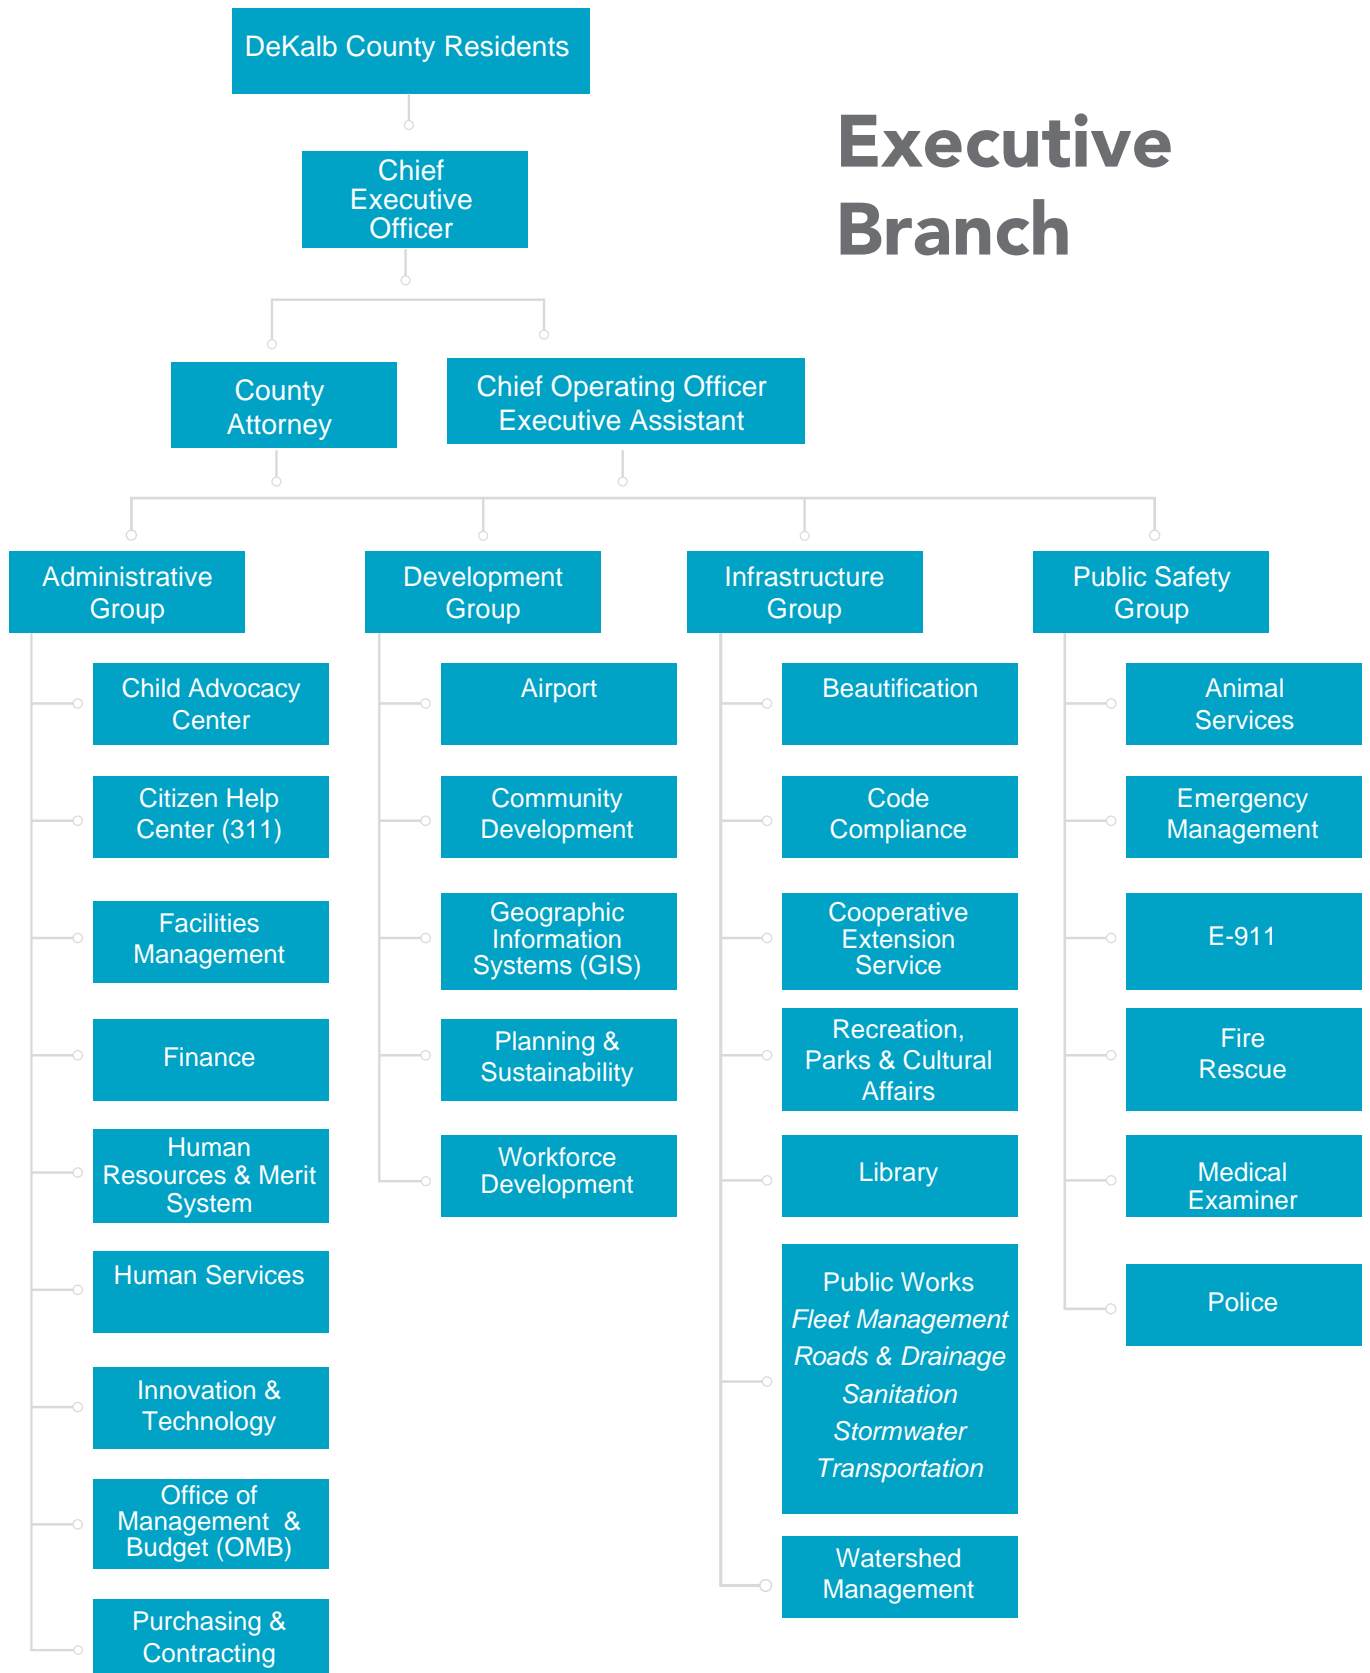 DeKalb County Residents
Executive
Branch
Chief
Executive
Officer
County
Attorney
Chief Operating Officer
Executive Assistant
Administrative
Group
Child Advocacy
Center
Citizen Help
Center (311)
Facilities
Management
Finance
Human
Resources & Merit
System
Human Services
Innovation &
Technology
Office of
Management &
Budget (OMB)
Purchasing &
Contracting
Development
Group
Airport
Community
Development
Geographic
Information
Systems (GIS)
Planning &
Sustainability
Workforce
Development
Infrastructure
Group
Beautification
Code
Compliance
Cooperative
Extension
Service
Recreation,
Parks & Cultural
Affairs
Library
Public Works
Fleet Management
Roads & Drainage
Sanitation
Stormwater
Transportation
Watershed
Management
Public Safety
Group
Animal
Services
Emergency
Management
E-911
Fire
Rescue
Medical
Examiner
Police